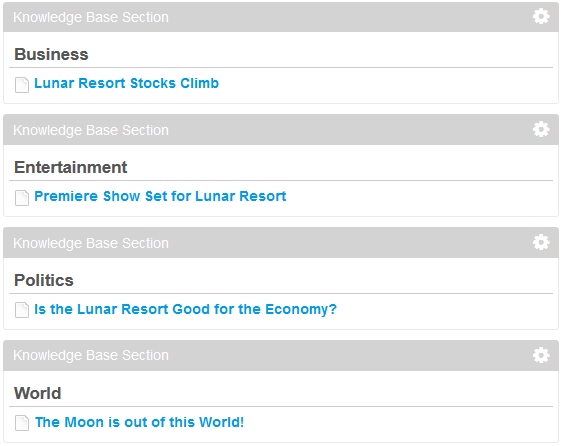 Knowledge Base Section
Business
Lunar Resort Stocks Climb
Knowledge Base Section
Entertainment
Premiere Show Set for Lunar Resort
Knowledge Base Section
Politics
Is the Lunar Resort Good for the Economy?
Knowledge Base Section
World
The Moon is out of this World!